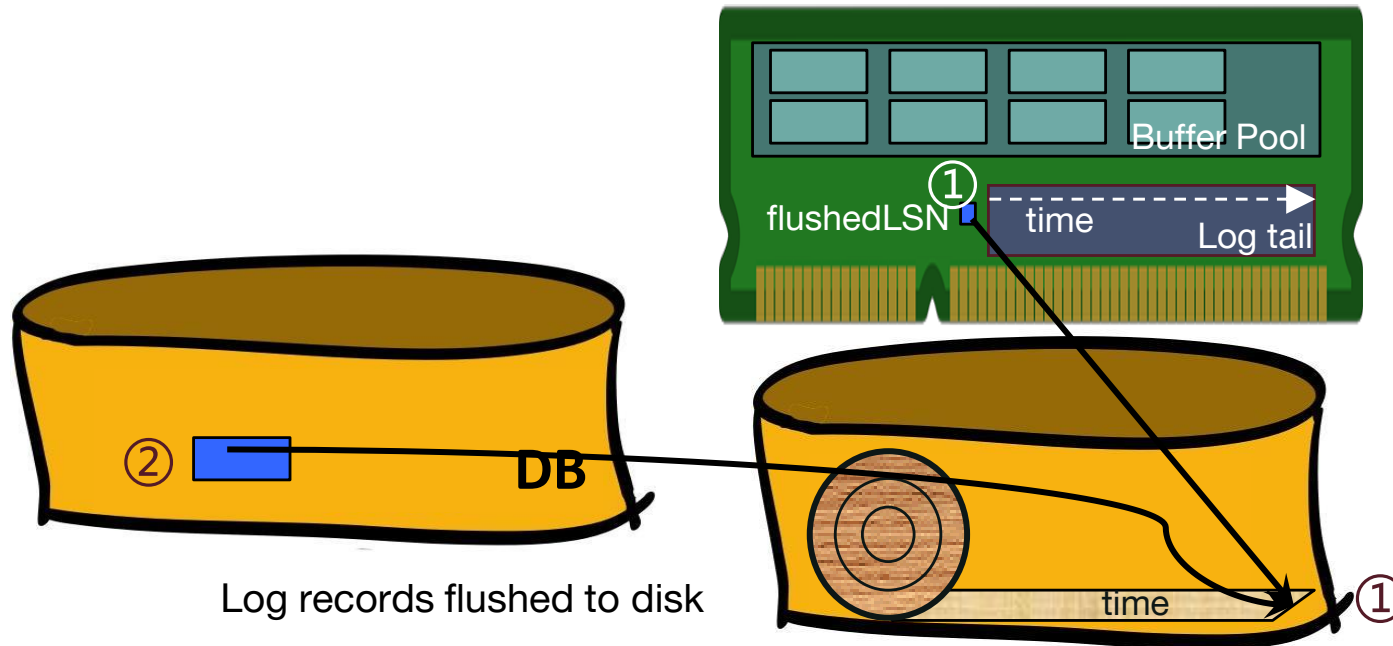 Buffer Pool
①
flushedLSN
time
Log tail
②
DB
Log records flushed to disk
time
①